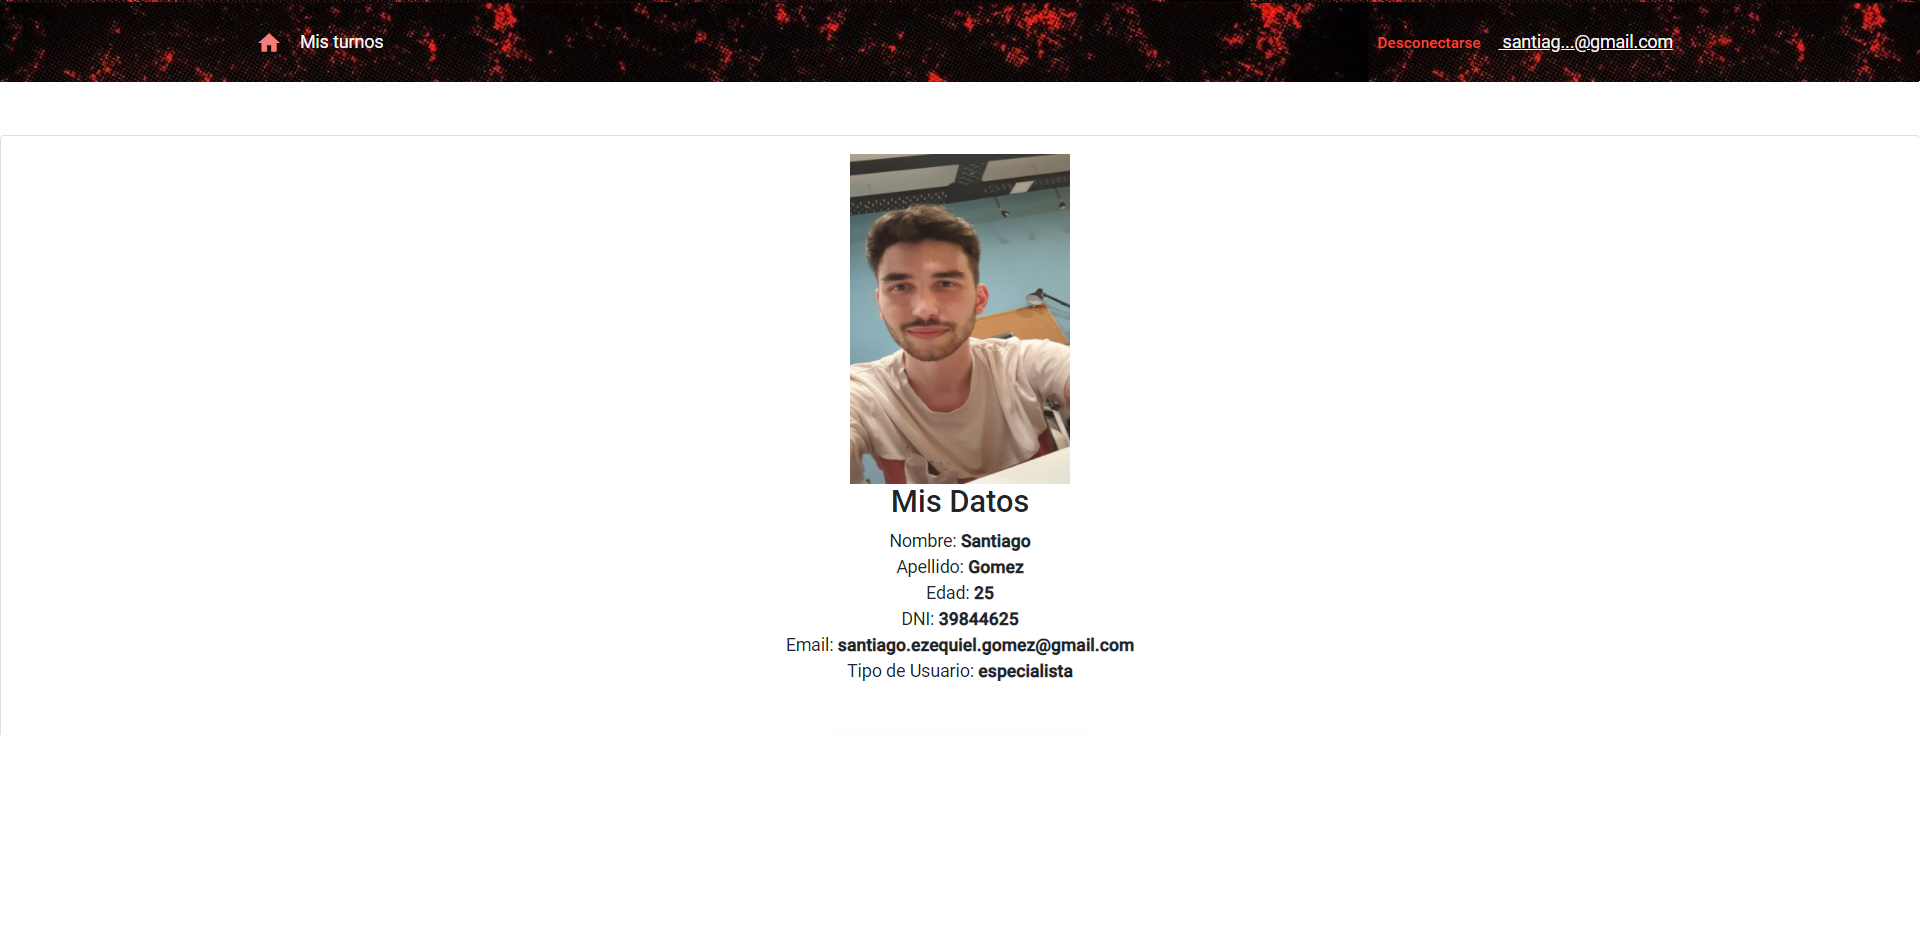 Mis turnos
Desconectarse
santiag...@gmail.com
Mis Datos
Nombre: Santiago
Apellido: Gomez
Edad: 25
DNI: 39844625
Email: santiago.ezequiel.gomez@gmail.com
Tipo de Usuario: especialista